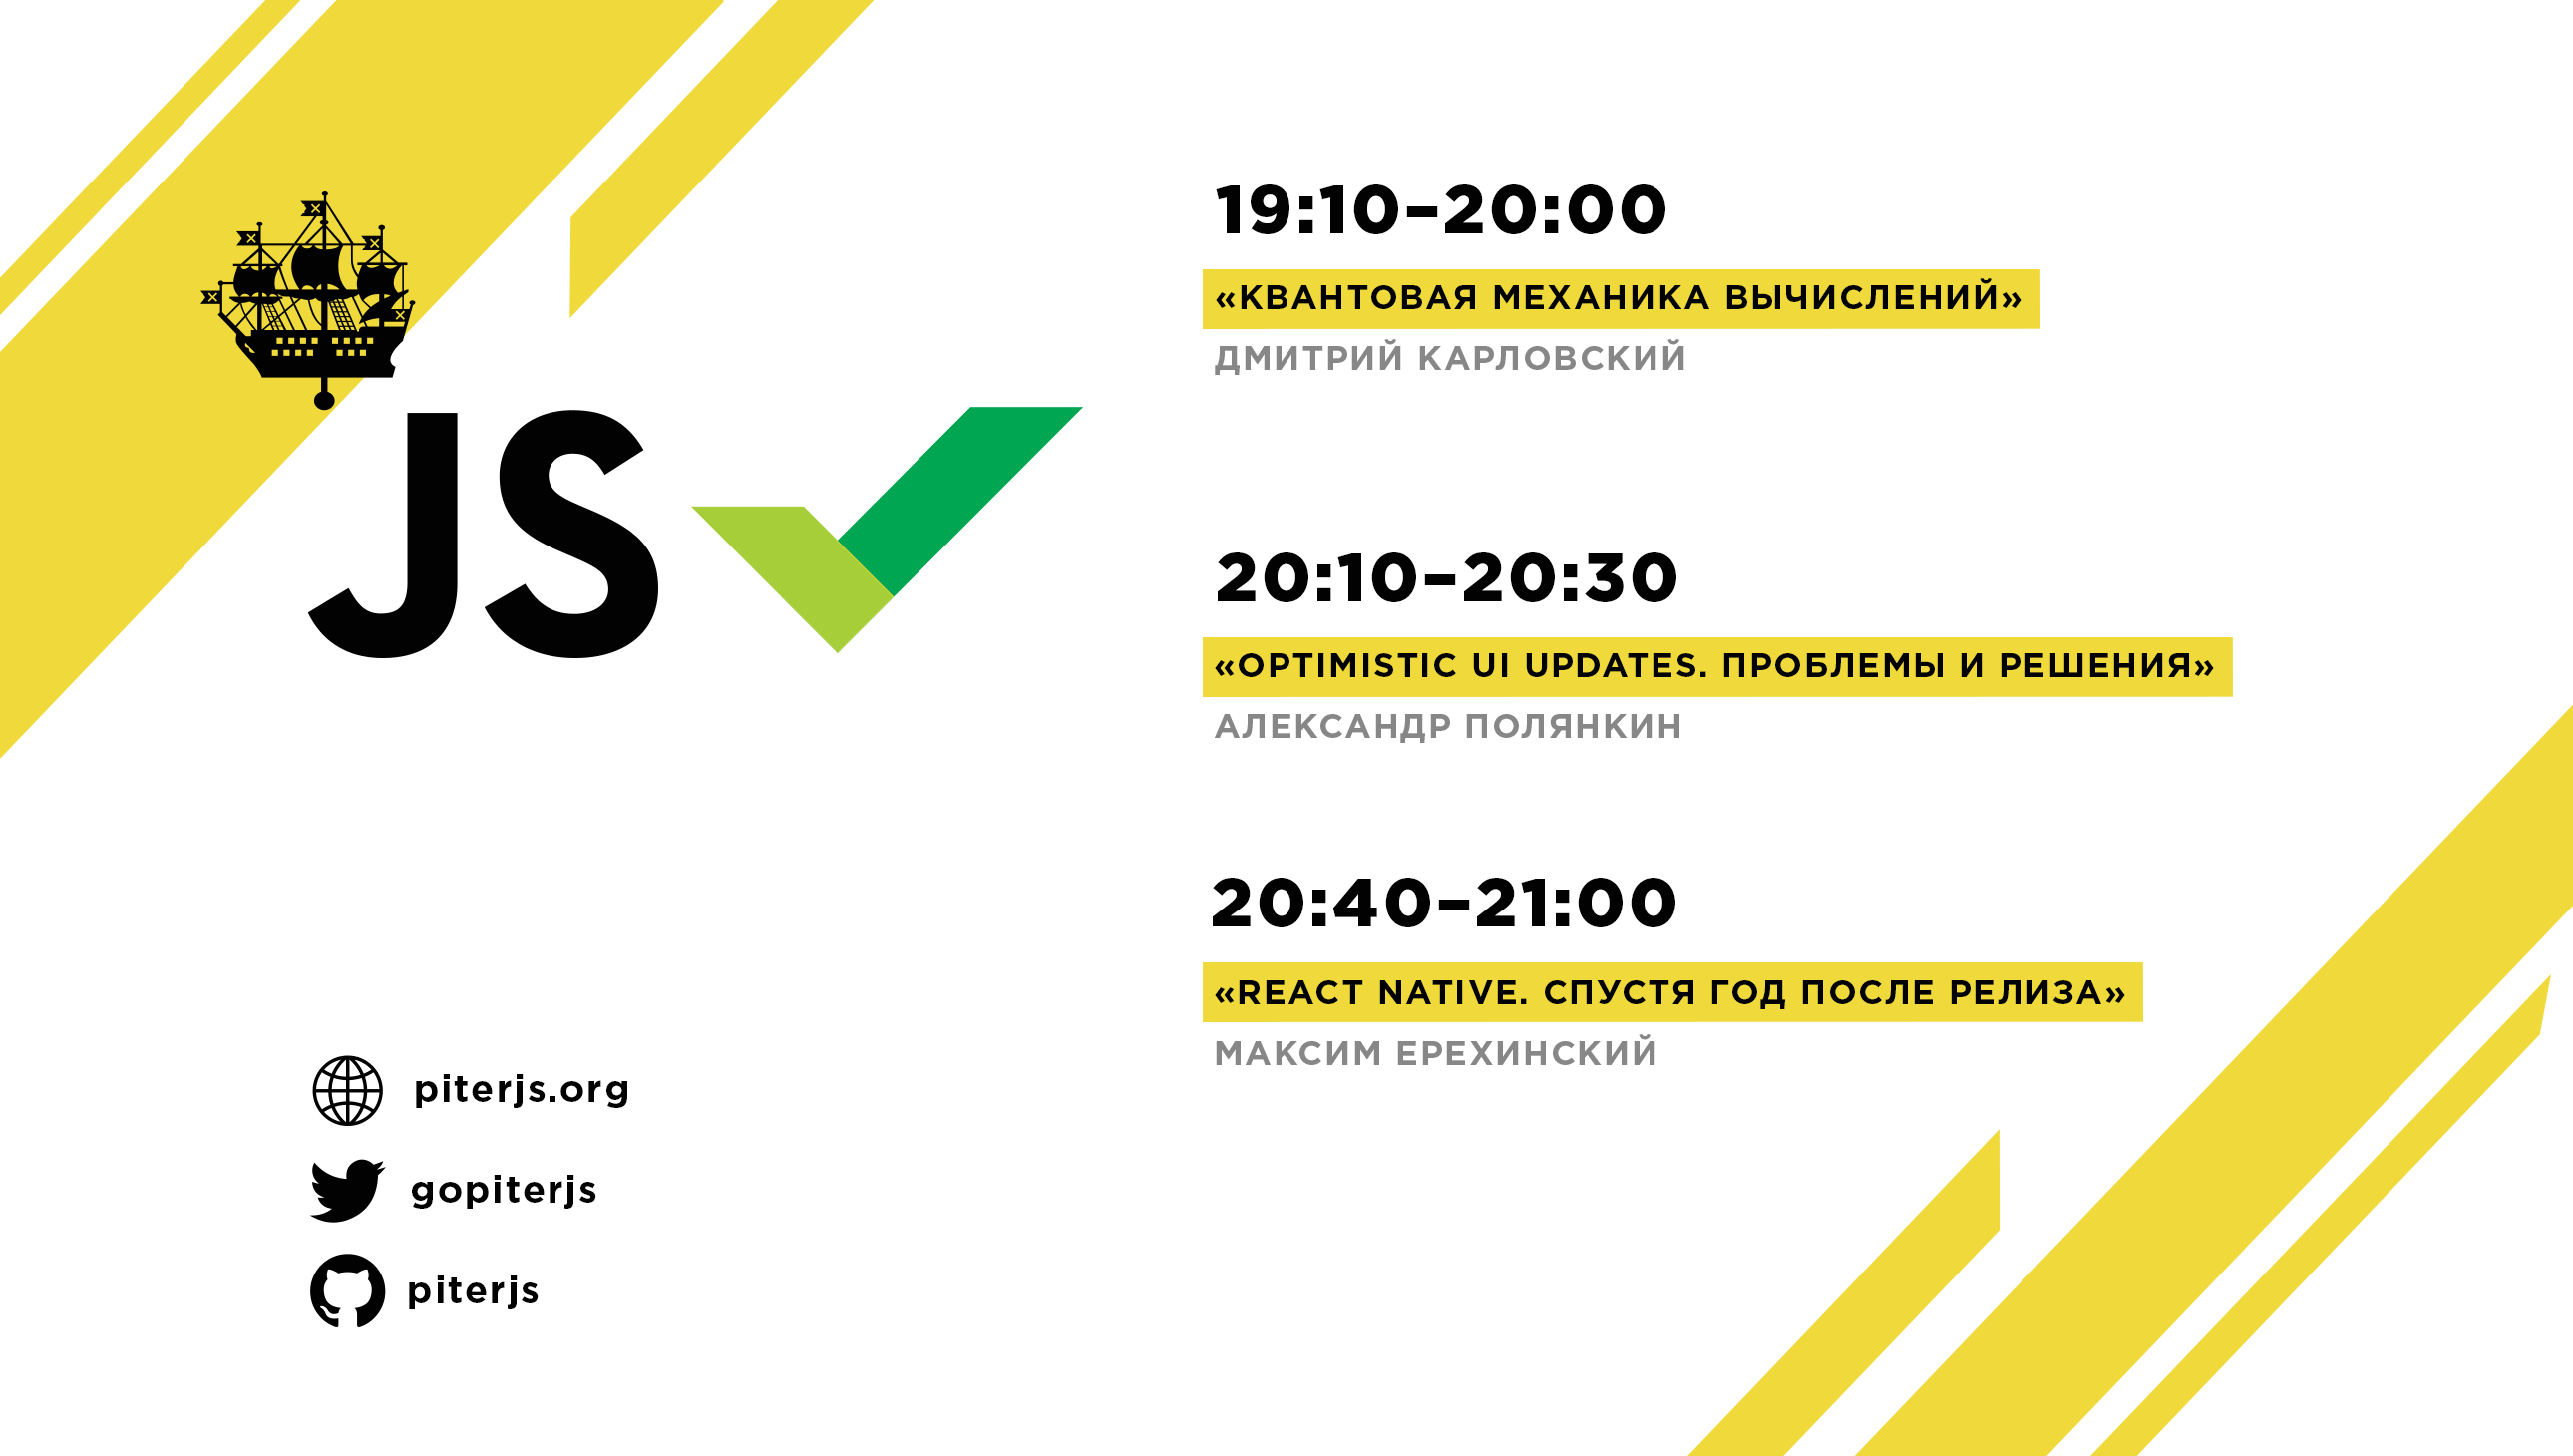 JS
19:10–20:00
«КВАНТОВАЯ МЕХАНИКА ВЫЧИСЛЕНИЙ»
ДМИТРИЙ КАРЛОВСКИЙ
20:10–20:30
«OPTIMISTIC UI UPDATES. ПРОБЛЕМЫ И РЕШЕНИЯ»
АЛЕКСАНДР ПОЛЯНКИН
20:40–21:00
«REACT NATIVE. СПУСТЯ ГОД ПОСЛЕ РЕЛИЗА»
МАКСИМ ЕРЕХИНСКИЙ
piterjs.org
gopiterjs
piterjs